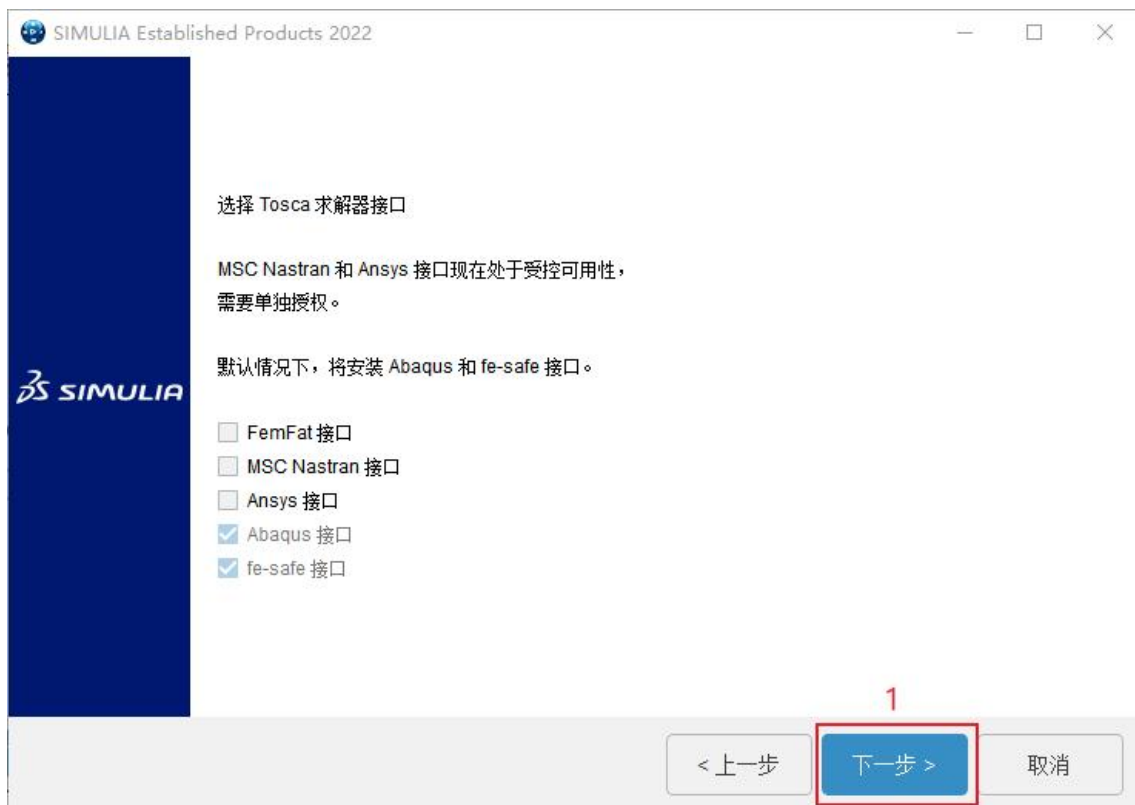 SIMULIA Established Products 2022
选择 Tosca 求解器接口
MSC Nastran 和 Ansys 接口现在处于受控可用性，
需要单独授权。
默认情况下，将安装 Abaqus 和 fe-safe 接口。
SIMULIA
FemFat 接口
MSC Nastran 接口
Ansys 接口
Abaqus 接口
fe-safe 接口
1
< 上一步 下一步 > 取消